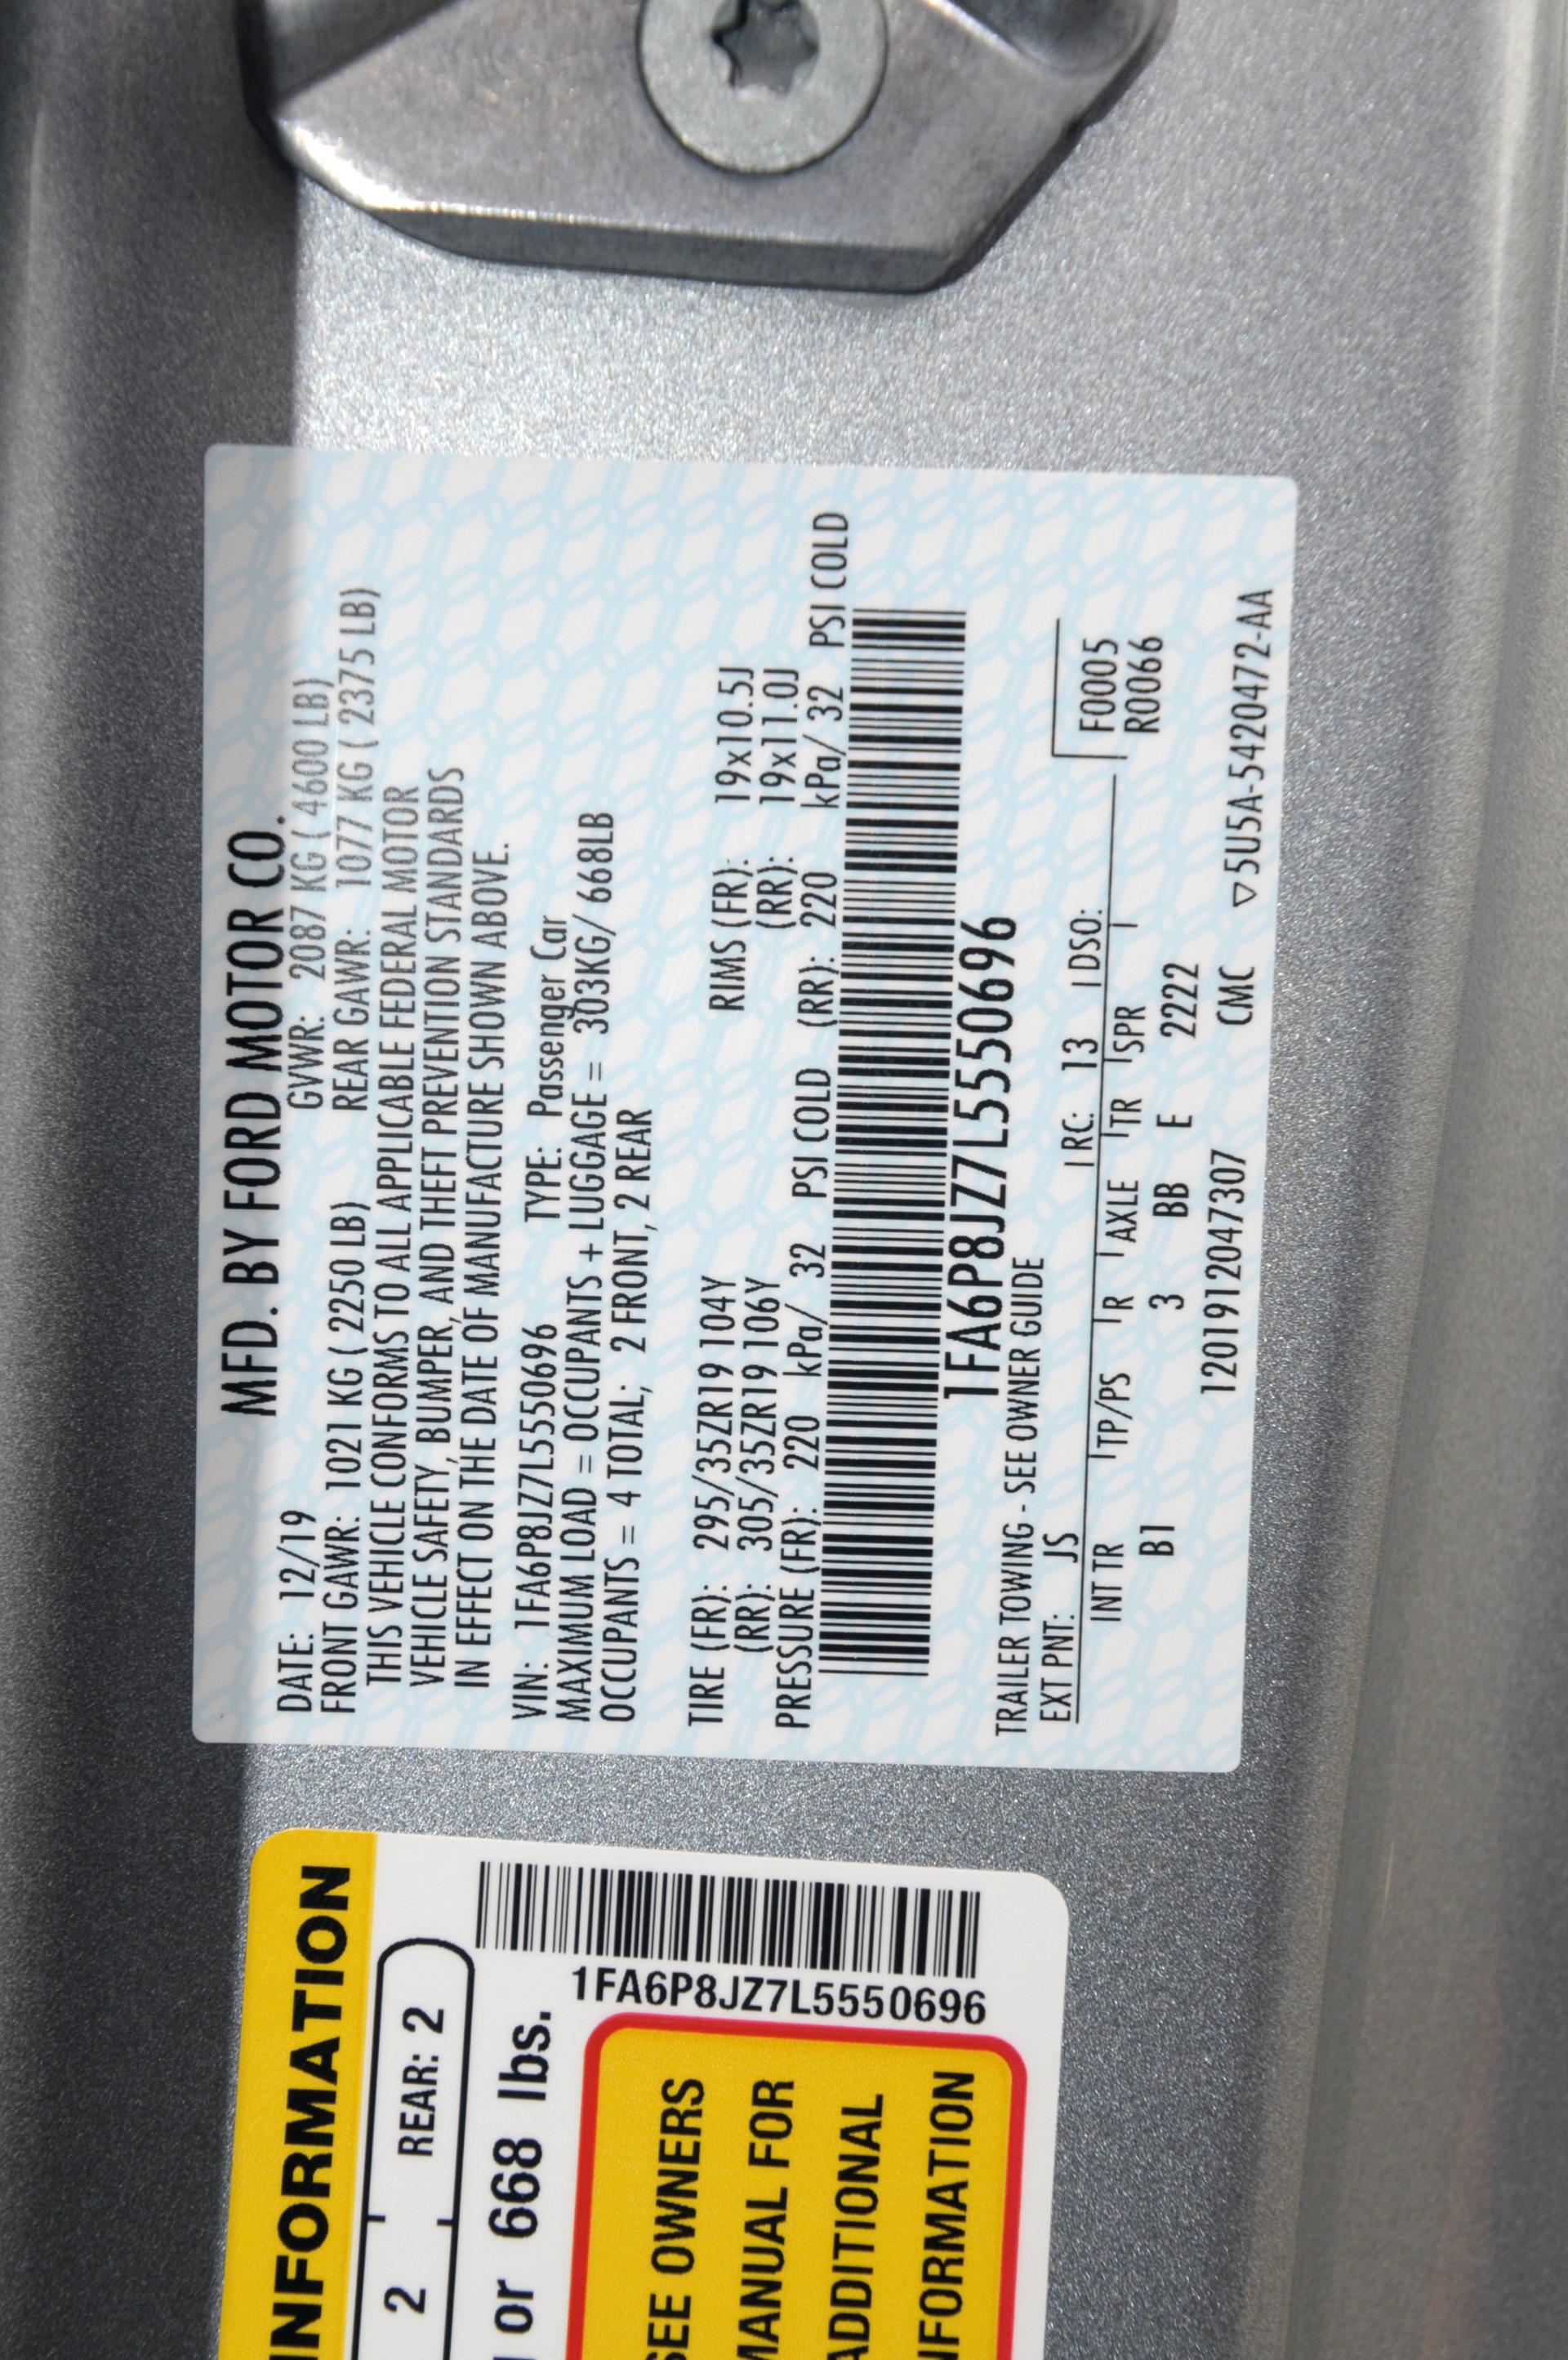 MFD. BY FORD MOTOR CO.
DATE: 12/19 GVWR: 2087 KG ( 4600 LB)
FRONT GAWR: 1021 KG ( 2250 LB) REAR GAWR: 1077 KG ( 2375 LB)
THIS VEHICLE CONFORMS TO ALL APPLICABLE FEDERAL MOTOR
VEHICLE SAFETY, BUMPER, AND THEFT PREVENTION STANDARDS
IN EFFECT ON THE DATE OF MANUFACTURE SHOWN ABOVE.
VIN: 1FA6P8JZ7L5550696 TYPE: Passenger Car
MAXIMUM LOAD = OCCUPANTS + LUGGAGE = 303KG/ 668LB
OCCUPANTS = 4 TOTAL; 2 FRONT, 2 REAR
TIRE (FR): 295/35ZR19 104Y RIMS (FR): 19x10.5J
(RR): 305/35ZR19 106Y (RR): 19x11.0J
PRESSURE (FR): 220 kPa/ 32 PSI COLD (RR): 220 kPa/ 32 PSI COLD
1FA6P8JZ7L5550696
TRAILER TOWING - SEE OWNER GUIDE
EXT PNT: JS RC: 13 DSO: F0005
INT TR TP/PS R AXLE TR SPR R0066
B1 3 BB E 2222
1201912047307 CMC ▽5U5A-5420472-AA
INFORMATION
2 REAR: 2
or 668 lbs.
1FA6P8JZ7L5550696
SEE OWNERS
MANUAL FOR
ADDITIONAL
INFORMATION